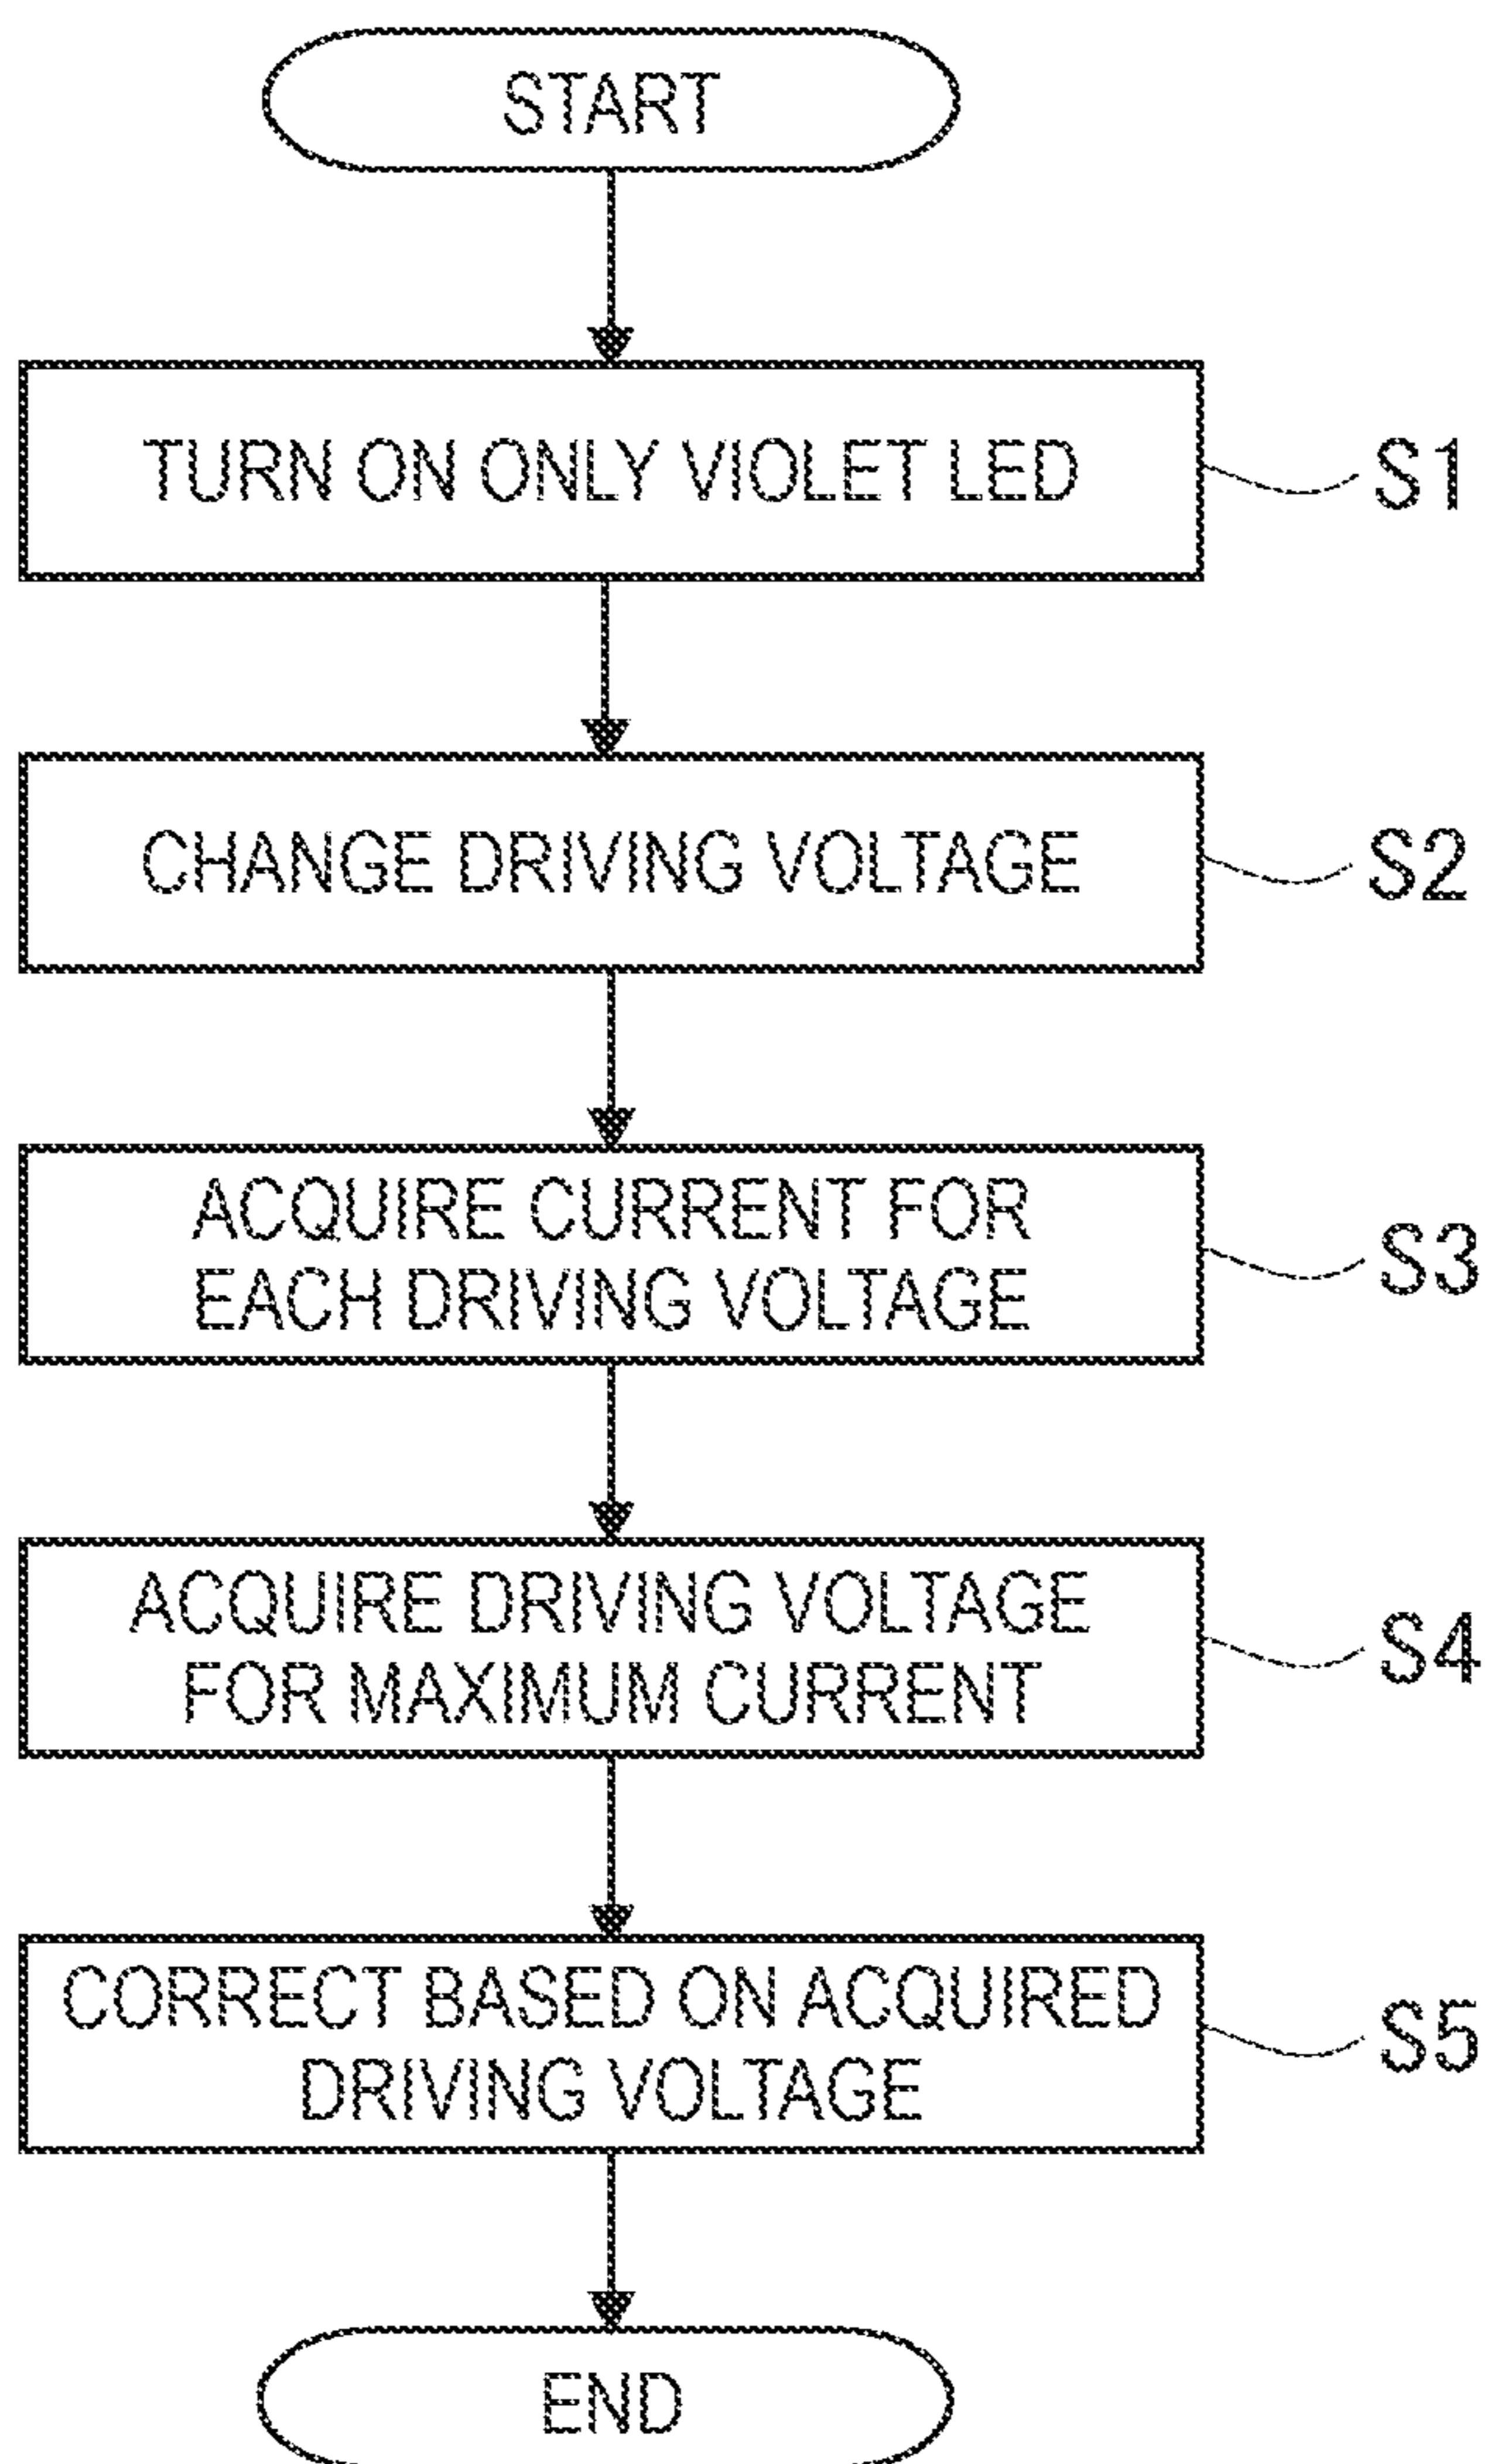 START
TURN ON ONLY VIOLET LED
S1
CHANGE DRIVING VOLTAGE
S2
ACQUIRE CURRENT FOR
EACH DRIVING VOLTAGE
S3
ACQUIRE DRIVING VOLTAGE
FOR MAXIMUM CURRENT
S4
CORRECT BASED ON ACQUIRED
DRIVING VOLTAGE
S5
END